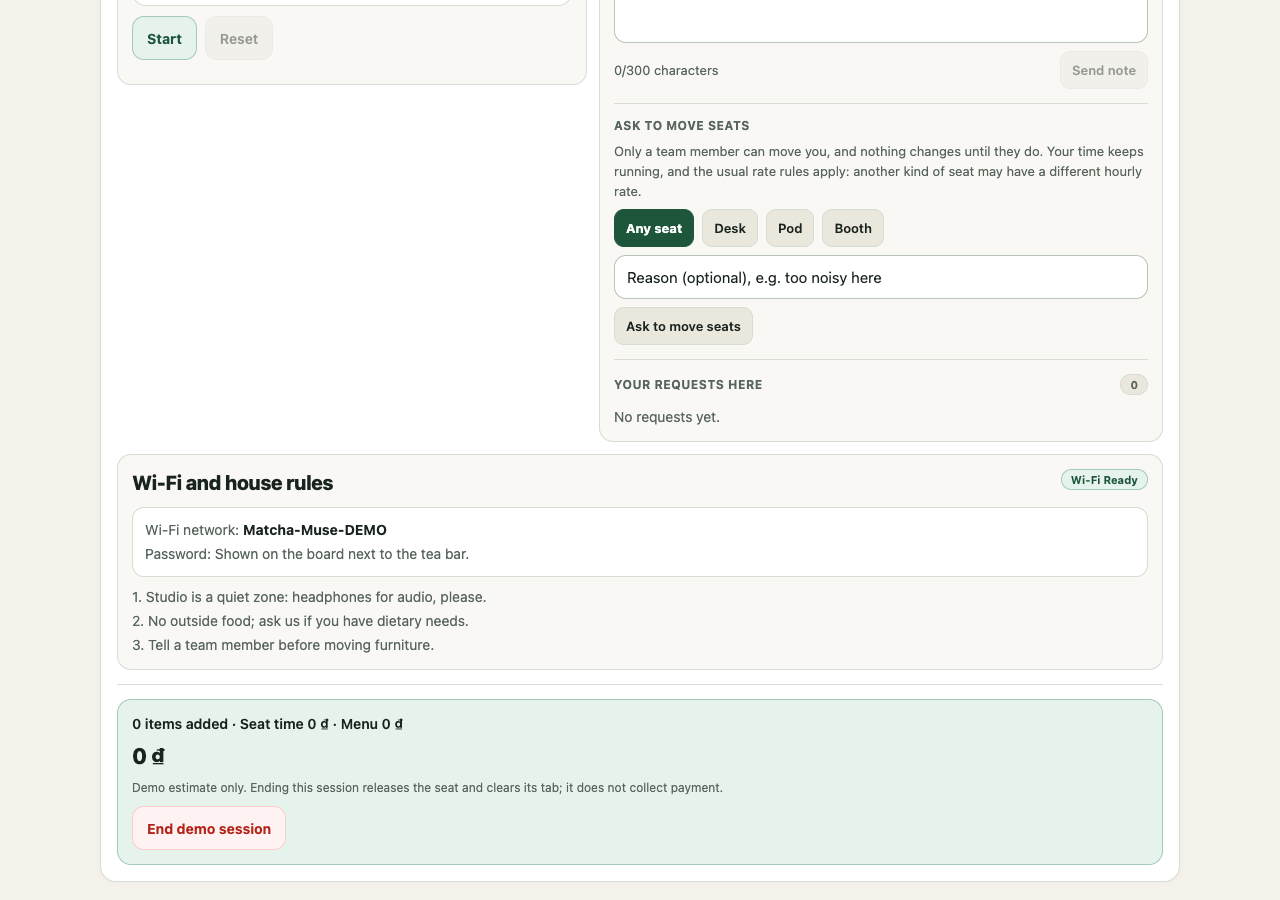 Start
Reset
0/300 characters
Send note
ASK TO MOVE SEATS
Only a team member can move you, and nothing changes until they do. Your time keeps
running, and the usual rate rules apply: another kind of seat may have a different hourly
rate.
Any seat
Desk
Pod
Booth
Reason (optional), e.g. too noisy here
Ask to move seats
YOUR REQUESTS HERE
0
No requests yet.
Wi-Fi and house rules
Wi-Fi Ready
Wi-Fi network: Matcha-Muse-DEMO
Password: Shown on the board next to the tea bar.
1. Studio is a quiet zone: headphones for audio, please.
2. No outside food; ask us if you have dietary needs.
3. Tell a team member before moving furniture.
0 items added · Seat time 0 ₫ · Menu 0 ₫
0 ₫
Demo estimate only. Ending this session releases the seat and clears its tab; it does not collect payment.
End demo session